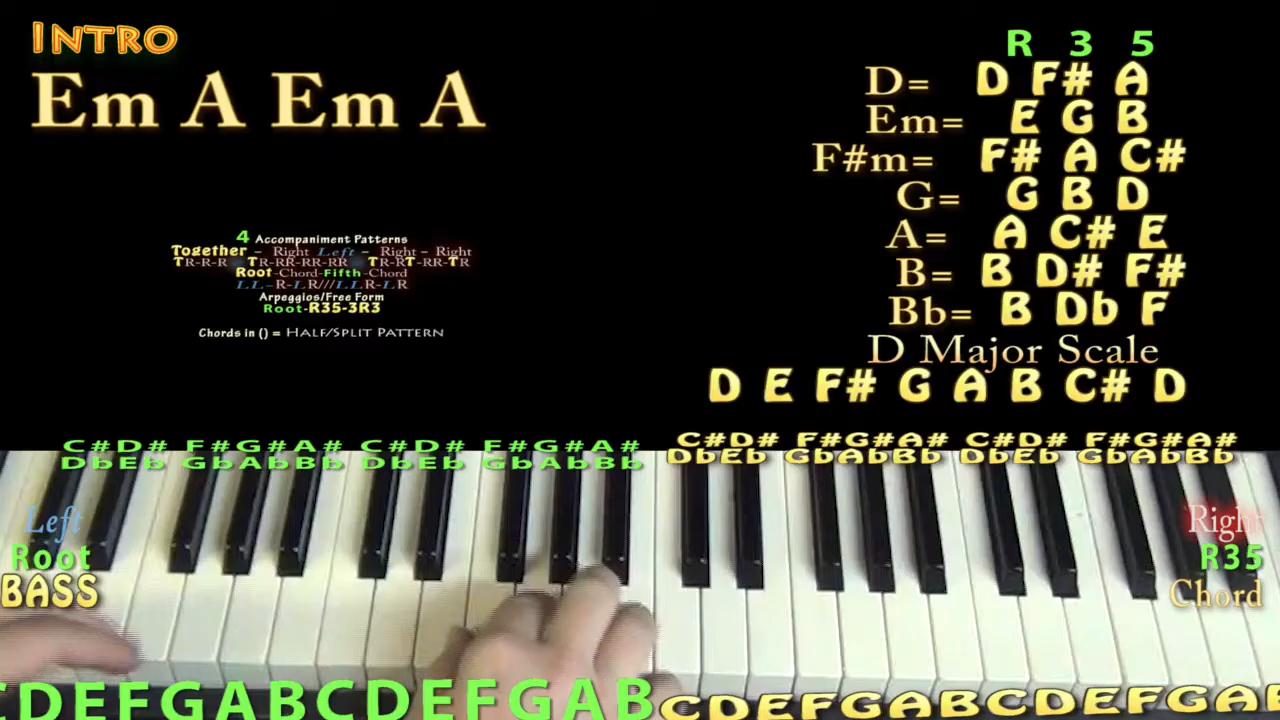 INTRO
Em A Em A
R 3 5
D= D F# A
Em= E G B
F#m= F# A C#
G= G B D
A= A C# E
B= B D# F#
Bb= B Db F
D Major Scale
D E F# G A B C# D
4 Accompaniment Patterns
Together - Right Left - Right - Right
TR-R-R TR-RR-RR-RR TR-RT-RR-TR
Root-Chord-Fifth-Chord
LL-R-LR///LLR-LR
Arpeggios/Free Form
Root-R35-3R3
Chords in () = HALF/SPLIT PATTERN
C#D# F#G#A# C#D# F#G#A# C#D# F#G#A# C#D# F#G#A#
DbEb GbAbBb DbEb GbAbBb DbEb GbAbBb DbEb GbAbBb
Left
Root
BASS
Right
R35
Chord
CDEFGABCDEFGAB CDEFGABCDEFGAB